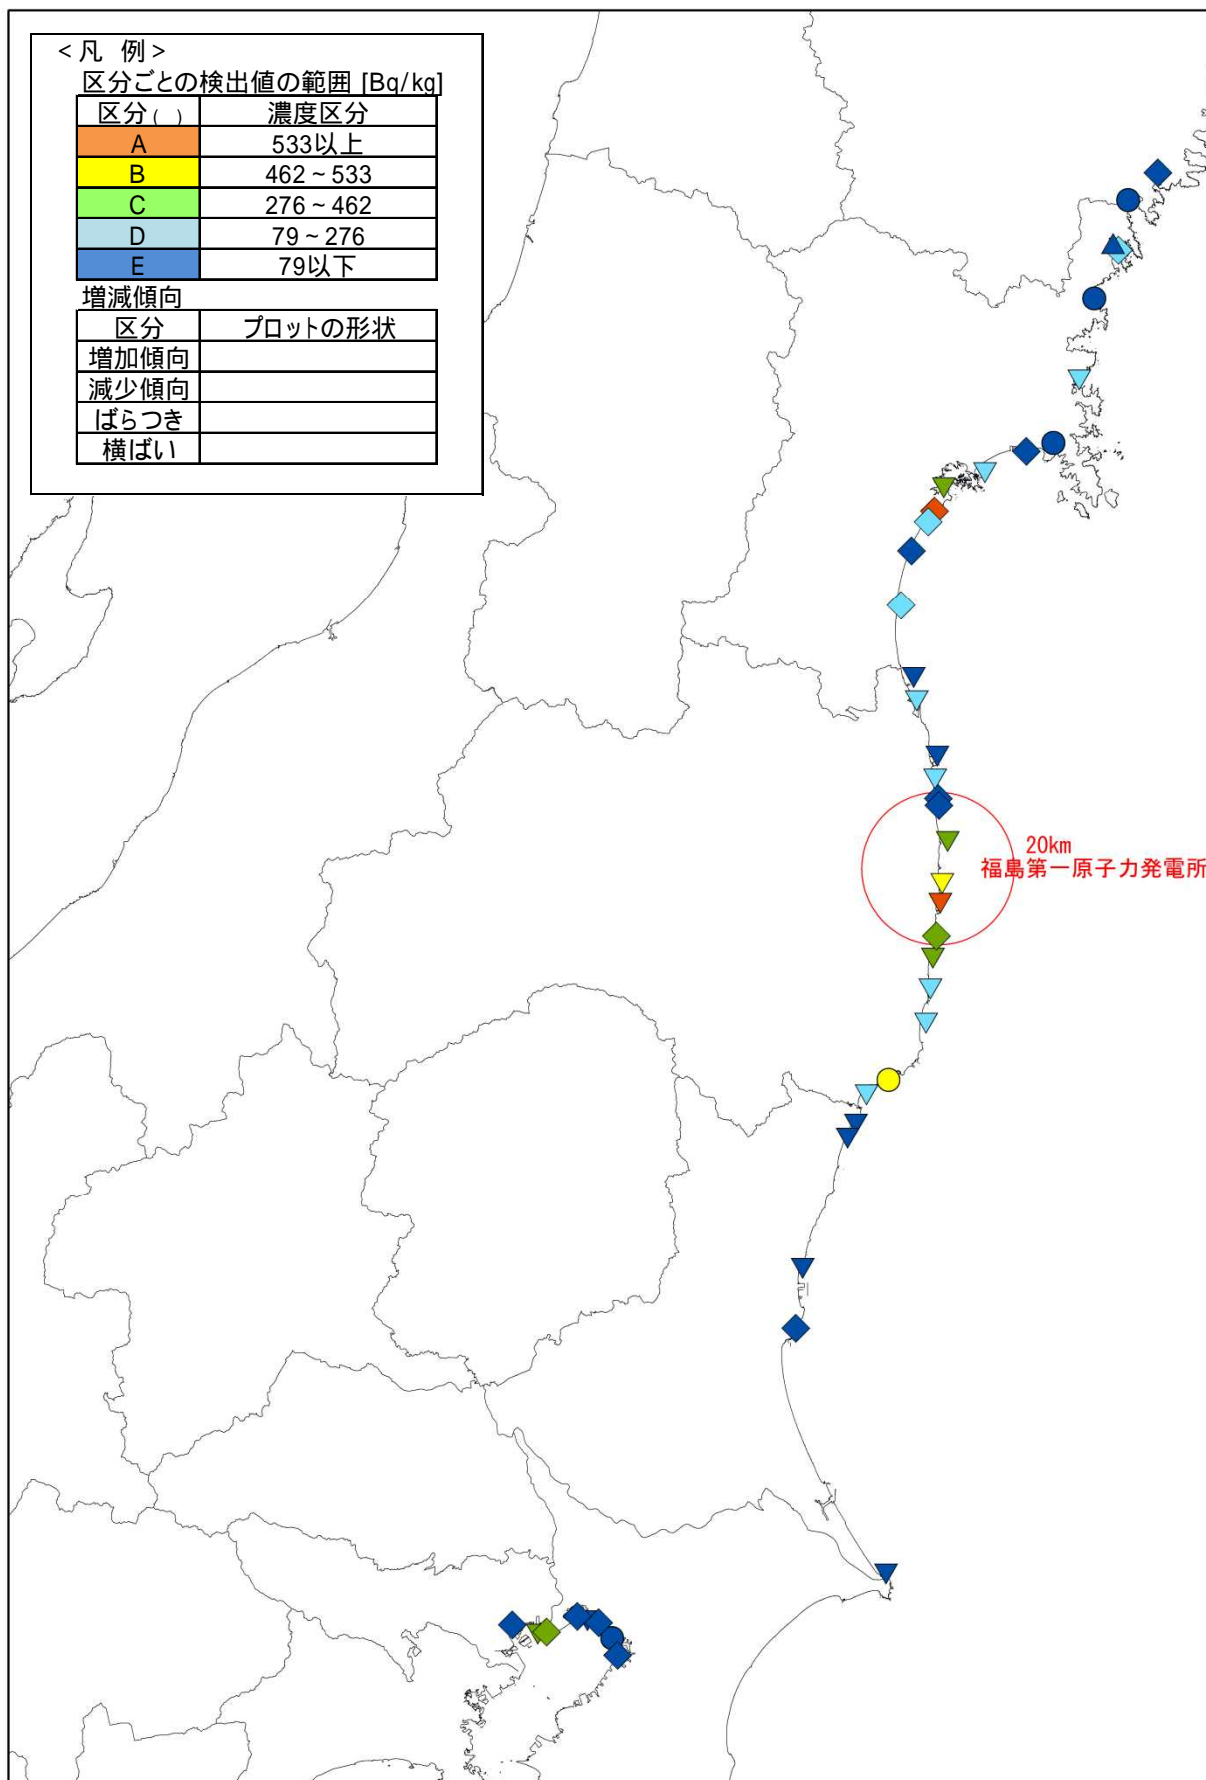 <凡 例>
区分ごとの検出値の範囲 [Bq/kg]
区分( ) 濃度区分
A 533以上
B 462～533
C 276～462
D 79～276
E 79以下
増減傾向
区分 プロットの形状
増加傾向
減少傾向
ばらつき
横ばい
20km
福島第一原子力発電所